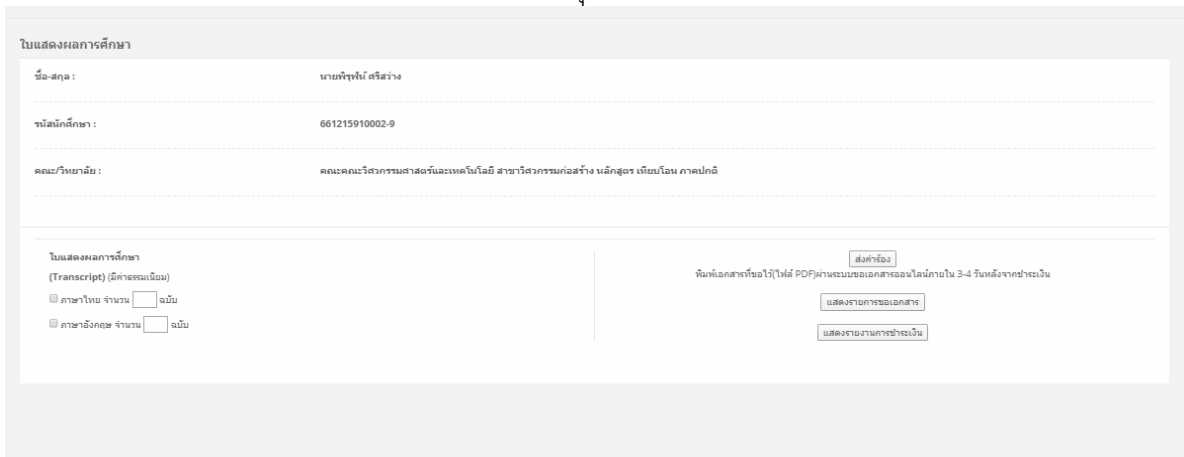 ใบแสดงผลการศึกษา
ชื่อ-สกุล : นายพิรุฬน์ ศรีสว่าง
รหัสนักศึกษา : 661215910002-9
คณะ/วิทยาลัย : คณะคณะวิศวกรรมศาสตร์และเทคโนโลยี สาขาวิศวกรรมก่อสร้าง หลักสูตร เทียบโอน ภาคปกติ
ใบแสดงผลการศึกษา
(Transcript) (มีค่าธรรมเนียม)
ภาษาไทย จำนวน ฉบับ
ภาษาอังกฤษ จำนวน ฉบับ
ส่งคำร้อง
พิมพ์เอกสารที่ขอไว้(ไฟล์ PDF)ผ่านระบบขอเอกสารออนไลน์ภายใน 3-4 วันหลังจากชำระเงิน
แสดงรายการขอเอกสาร
แสดงรายงานการชำระเงิน